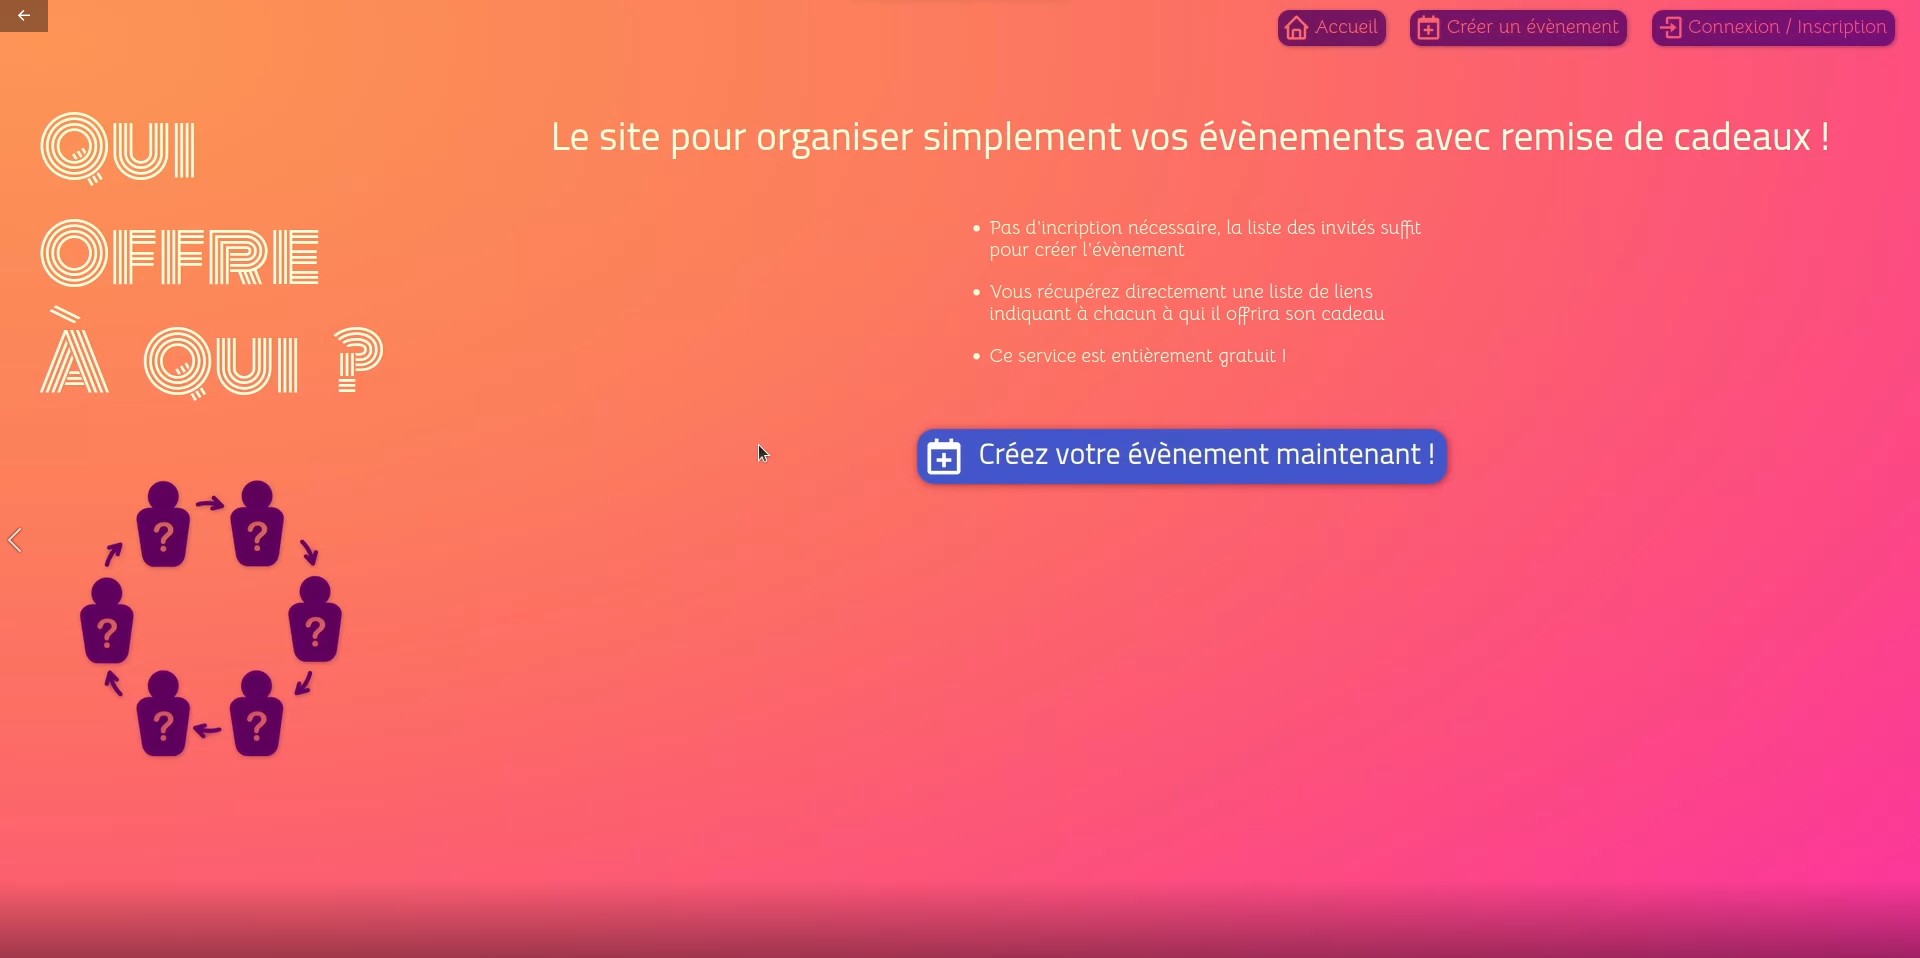 Accueil
Créer un évènement
Connexion / Inscription
QUI
OFFRE
À QUI ?
Le site pour organiser simplement vos évènements avec remise de cadeaux !
• Pas d'incription nécessaire, la liste des invités suffit
pour créer l'évènement
• Vous récupérez directement une liste de liens
indiquant à chacun à qui il offrira son cadeau
• Ce service est entièrement gratuit !
Créez votre évènement maintenant !
? ?
? ?
? ?